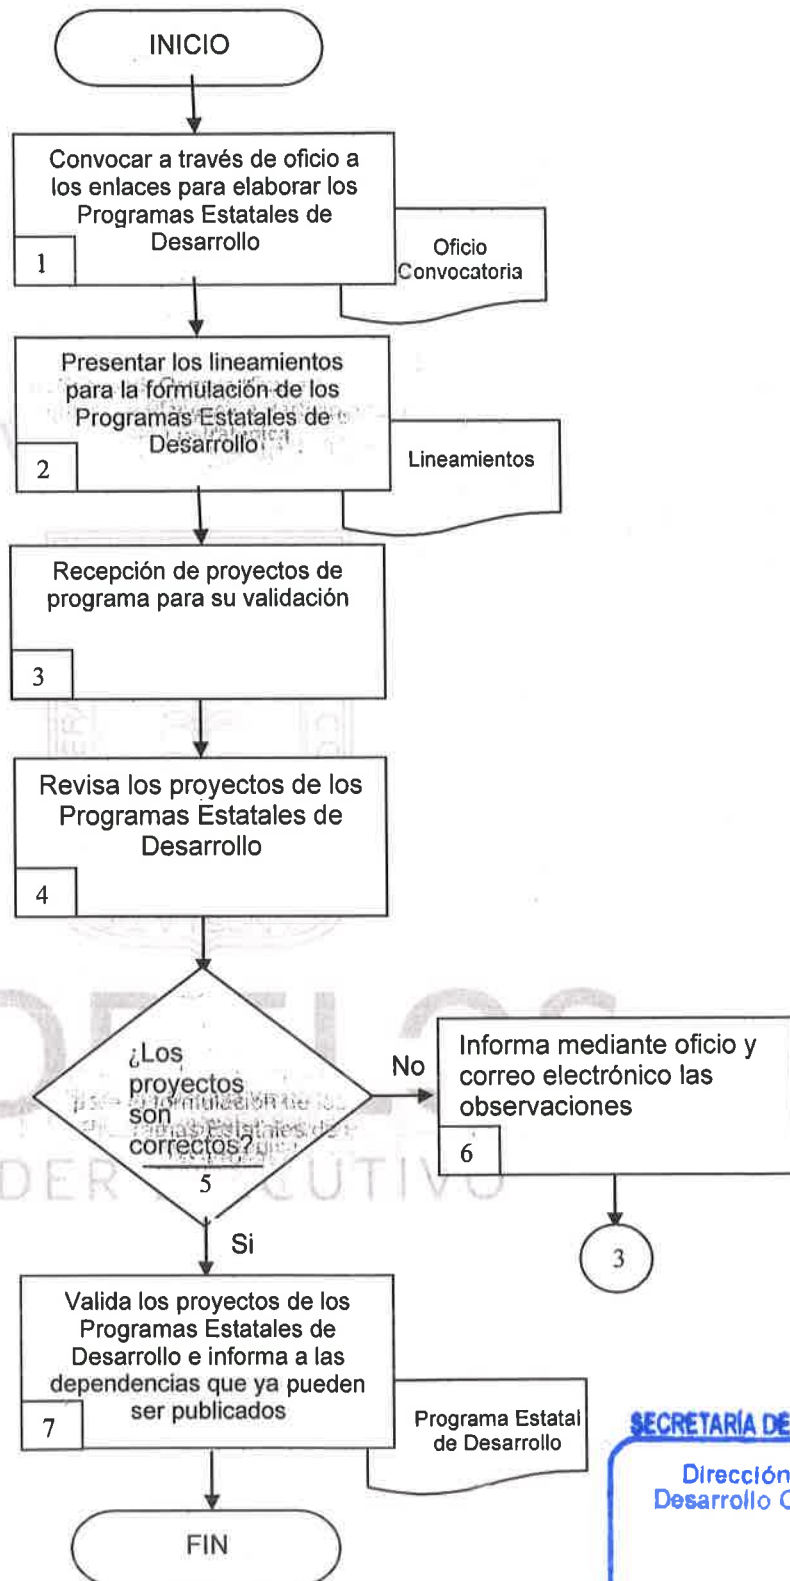 INICIO
Convocar a través de oficio a
los enlaces para elaborar los
Programas Estatales de
Desarrollo
1
Oficio
Convocatoria
Presentar los lineamientos
para la formulación de los
Programas Estatales de
Desarrollo
2
Lineamientos
Recepción de proyectos de
programa para su validación
3
Revisa los proyectos de los
Programas Estatales de
Desarrollo
4
¿Los
proyectos
son
correctos?
5
No
Informa mediante oficio y
correo electrónico las
observaciones
6
3
Si
Valida los proyectos de los
Programas Estatales de
Desarrollo e informa a las
dependencias que ya pueden
ser publicados
7
Programa Estatal
de Desarrollo
FIN
SECRETARÍA DE
Dirección
Desarrollo